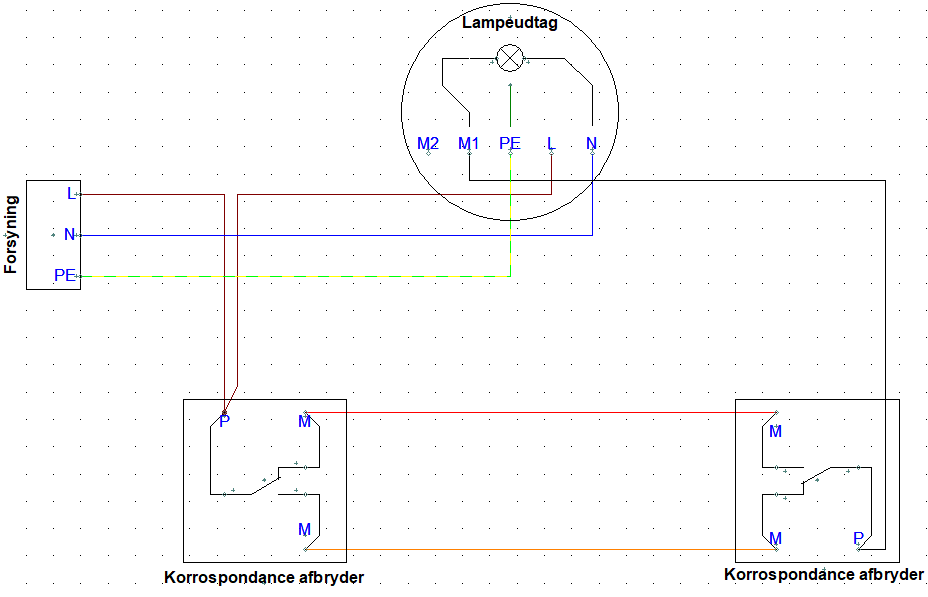 Lampeudtag
M2 M1 PE L N
Forsyning
L
N
PE
P M
M
M
M P
Korrospondance afbryder
Korrospondance afbryder